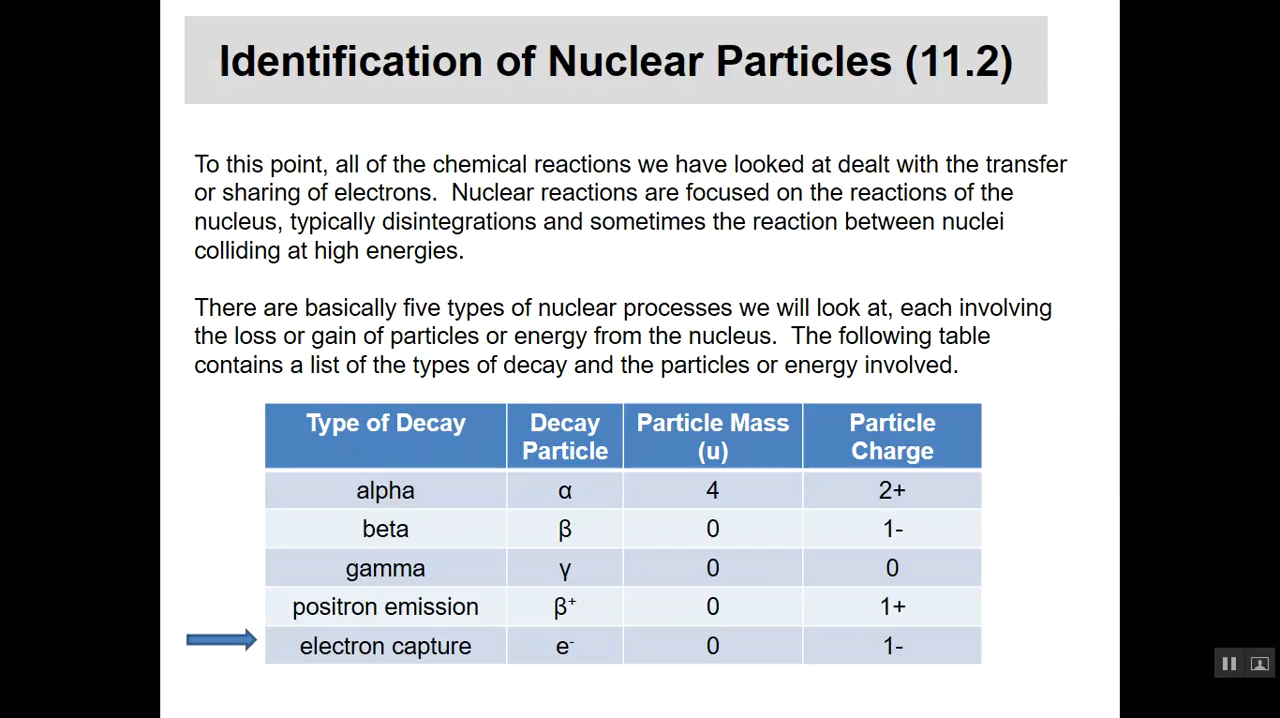 Identification of Nuclear Particles (11.2)
To this point, all of the chemical reactions we have looked at dealt with the transfer
or sharing of electrons.  Nuclear reactions are focused on the reactions of the
nucleus, typically disintegrations and sometimes the reaction between nuclei
colliding at high energies.
There are basically five types of nuclear processes we will look at, each involving
the loss or gain of particles or energy from the nucleus.  The following table
contains a list of the types of decay and the particles or energy involved.
Type of Decay Decay Particle Particle Mass (u) Particle Charge
alpha α 4 2+
beta β 0 1-
gamma γ 0 0
positron emission β⁺ 0 1+
electron capture e⁻ 0 1-